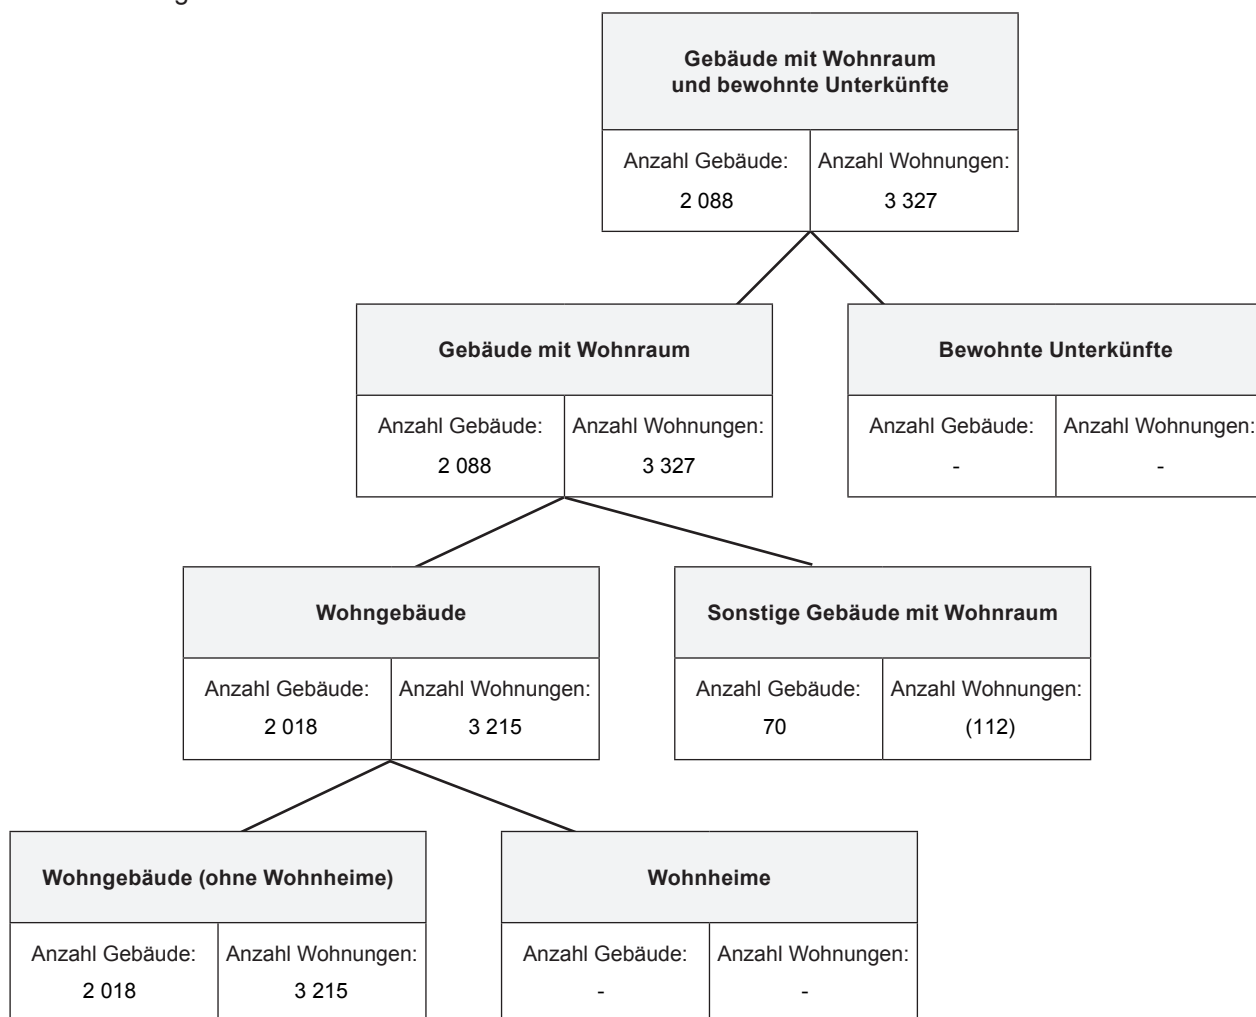 Gebäude mit Wohnraum
und bewohnte Unterkünfte
Anzahl Gebäude: Anzahl Wohnungen:
2 088 3 327
Gebäude mit Wohnraum
Anzahl Gebäude: Anzahl Wohnungen:
2 088 3 327
Bewohnte Unterkünfte
Anzahl Gebäude: Anzahl Wohnungen:
- -
Wohngebäude
Anzahl Gebäude: Anzahl Wohnungen:
2 018 3 215
Sonstige Gebäude mit Wohnraum
Anzahl Gebäude: Anzahl Wohnungen:
70 (112)
Wohngebäude (ohne Wohnheime)
Anzahl Gebäude: Anzahl Wohnungen:
2 018 3 215
Wohnheime
Anzahl Gebäude: Anzahl Wohnungen:
- -